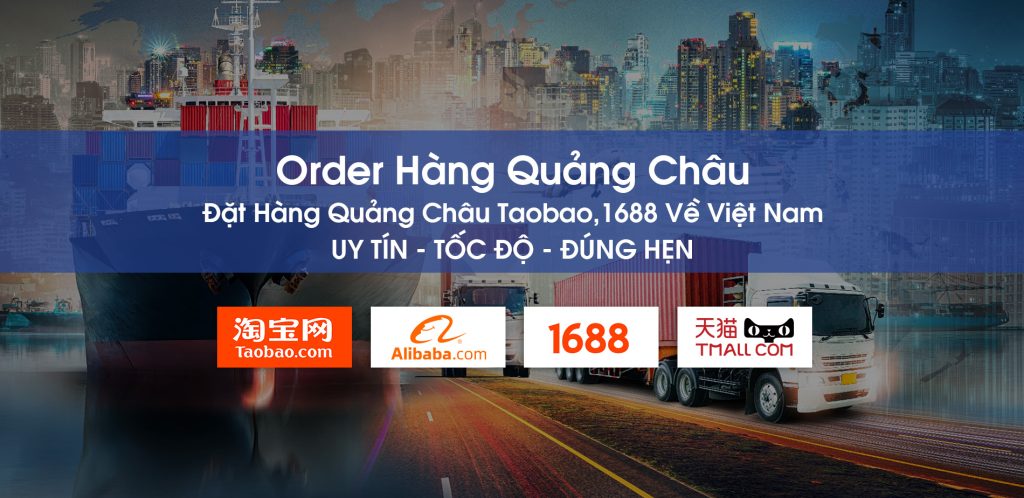 Order Hàng Quảng Châu
Đặt Hàng Quảng Châu Taobao,1688 Về Việt Nam
UY TÍN - TỐC ĐỘ - ĐÚNG HẸN
淘宝网
Taobao.com
Alibaba.com
1688
天猫
TMALL.COM